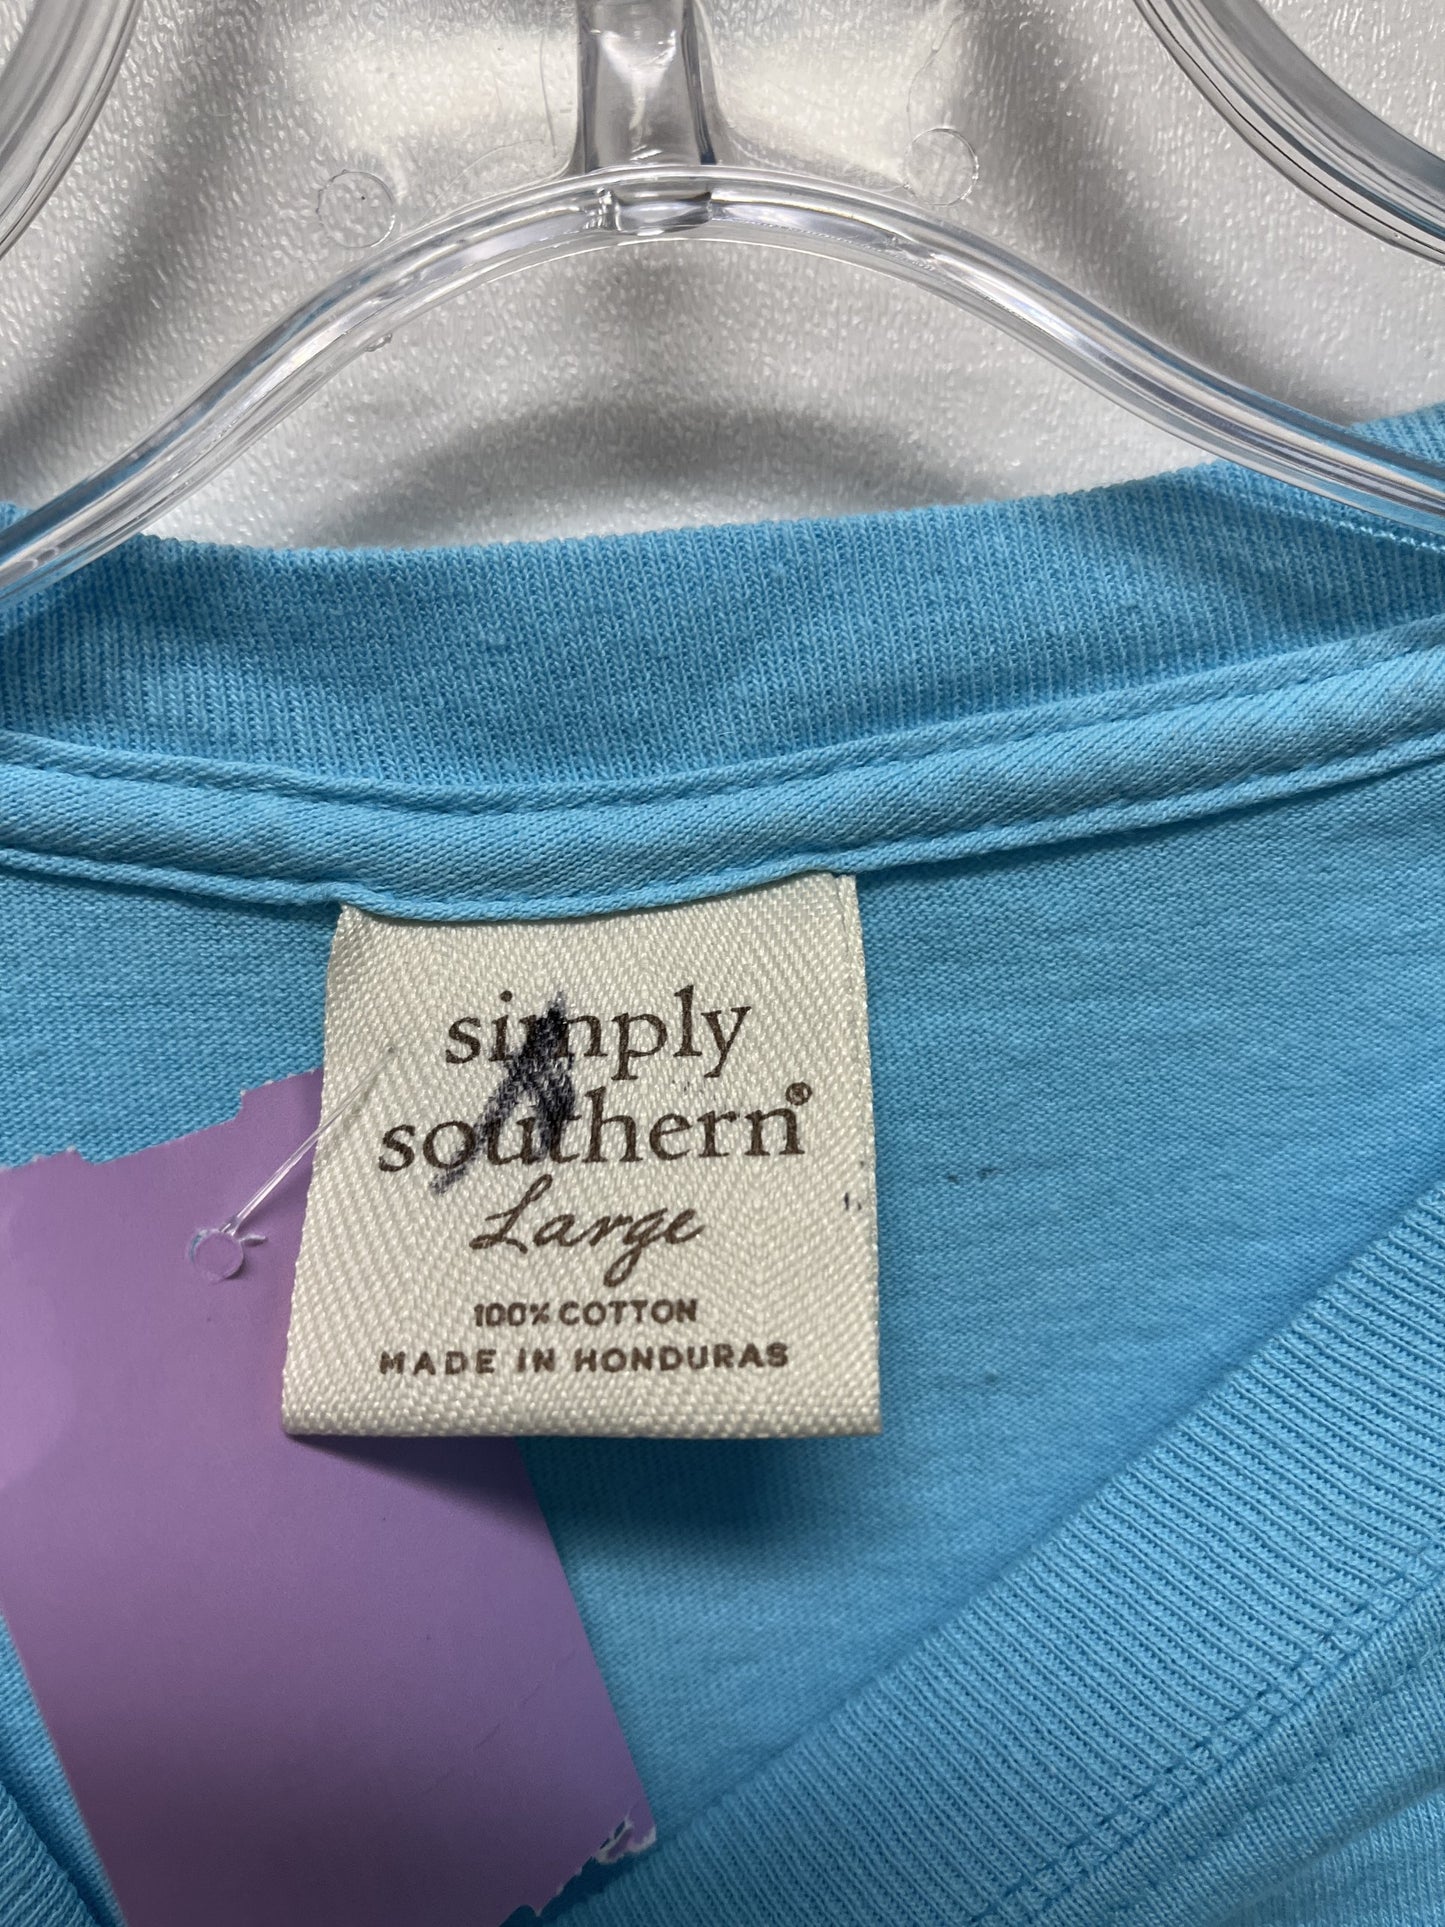 simply
southern®
Large
100% COTTON
MADE IN HONDURAS